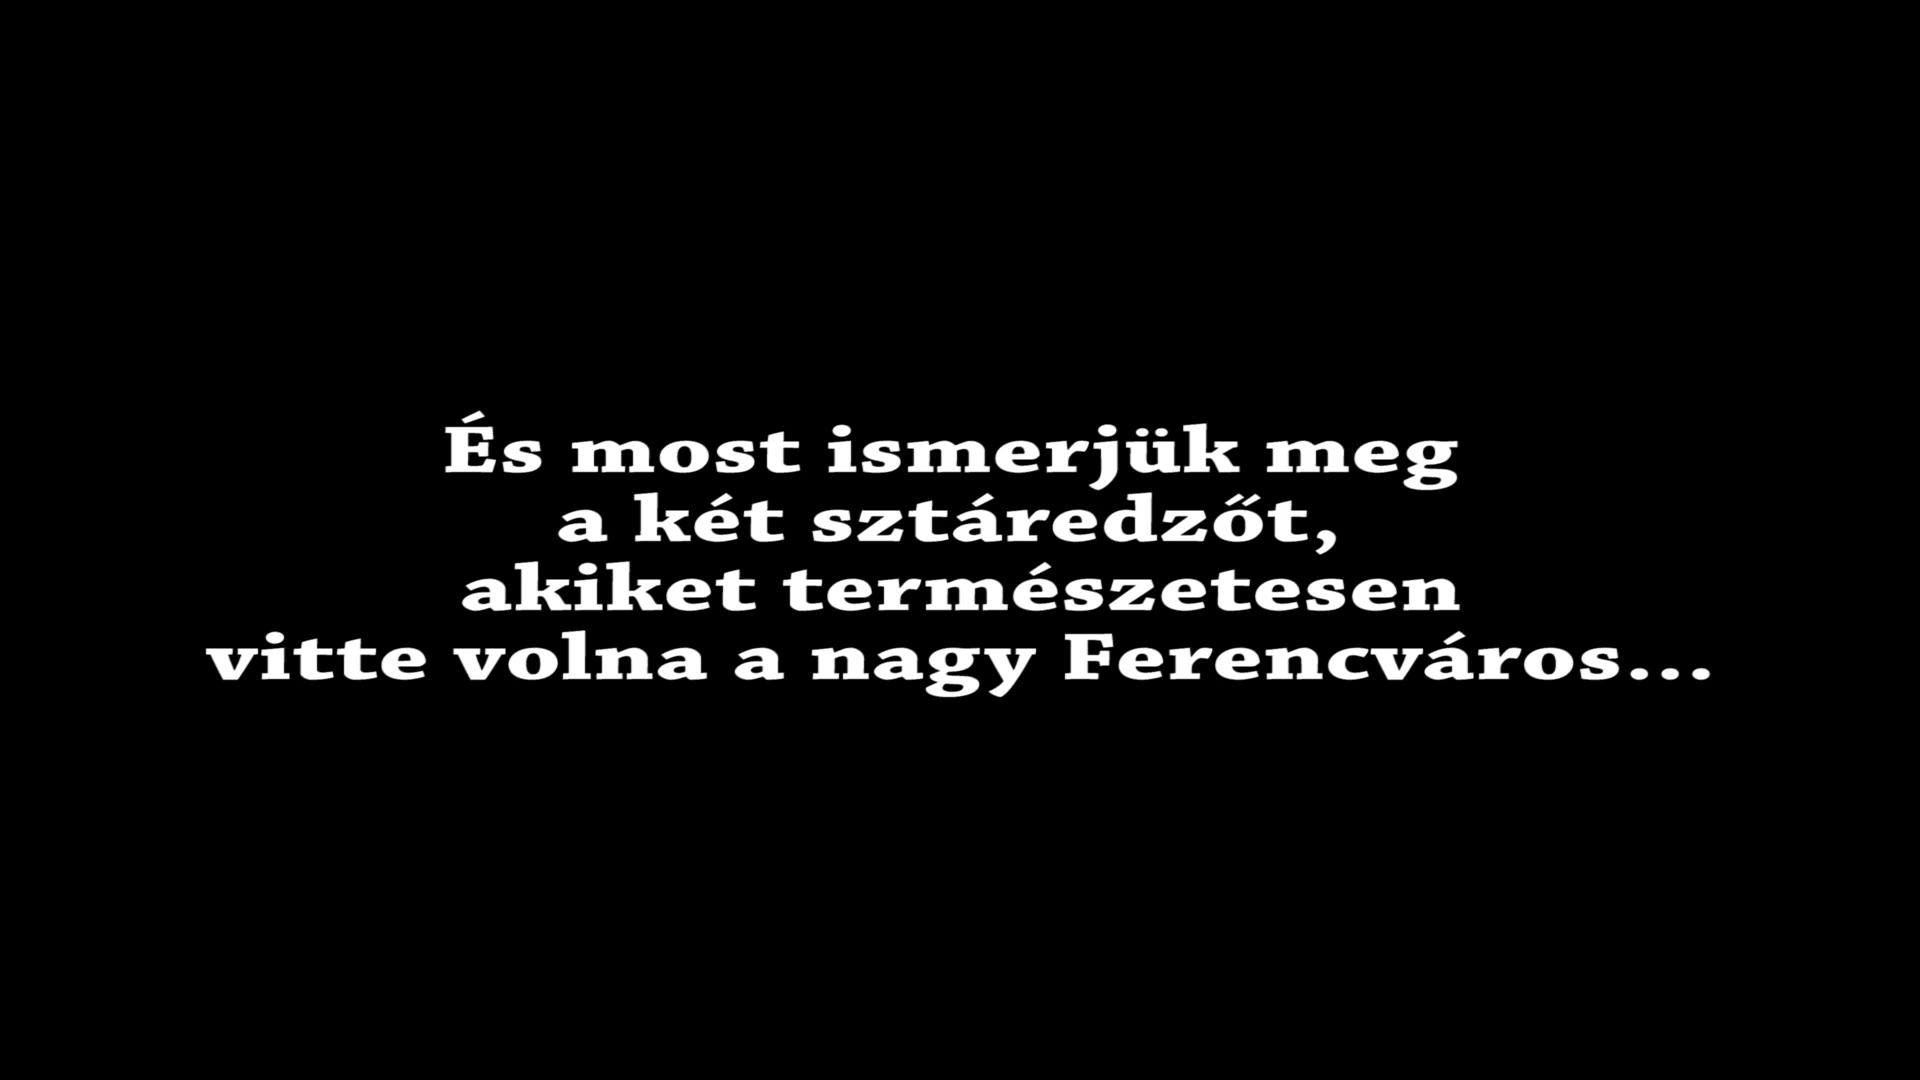 És most ismerjük meg
a két sztáredzőt,
akiket természetesen
vitte volna a nagy Ferencváros...